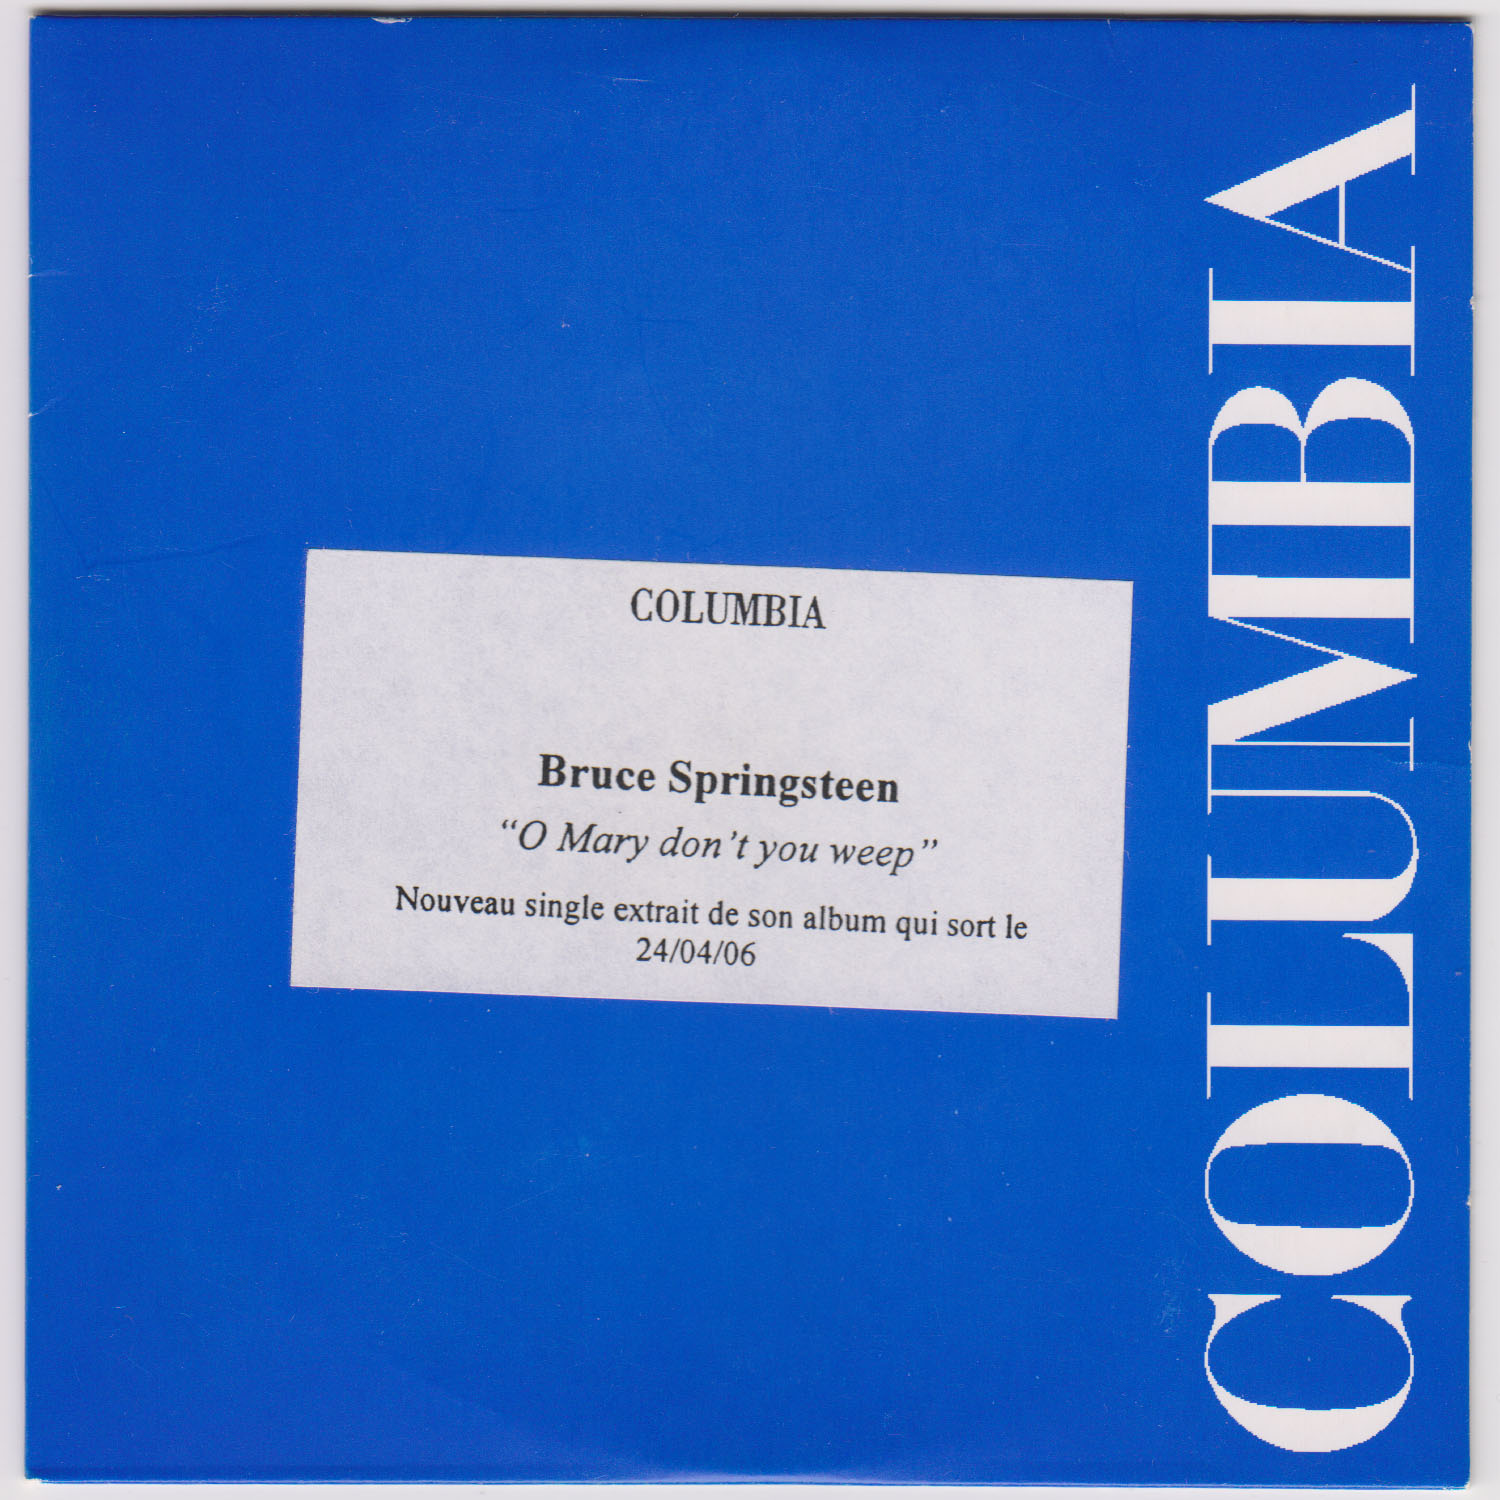 COLUMBIA
Bruce Springsteen
“O Mary don't you weep”
Nouveau single extrait de son album qui sort le
24/04/06
COLUMBIA